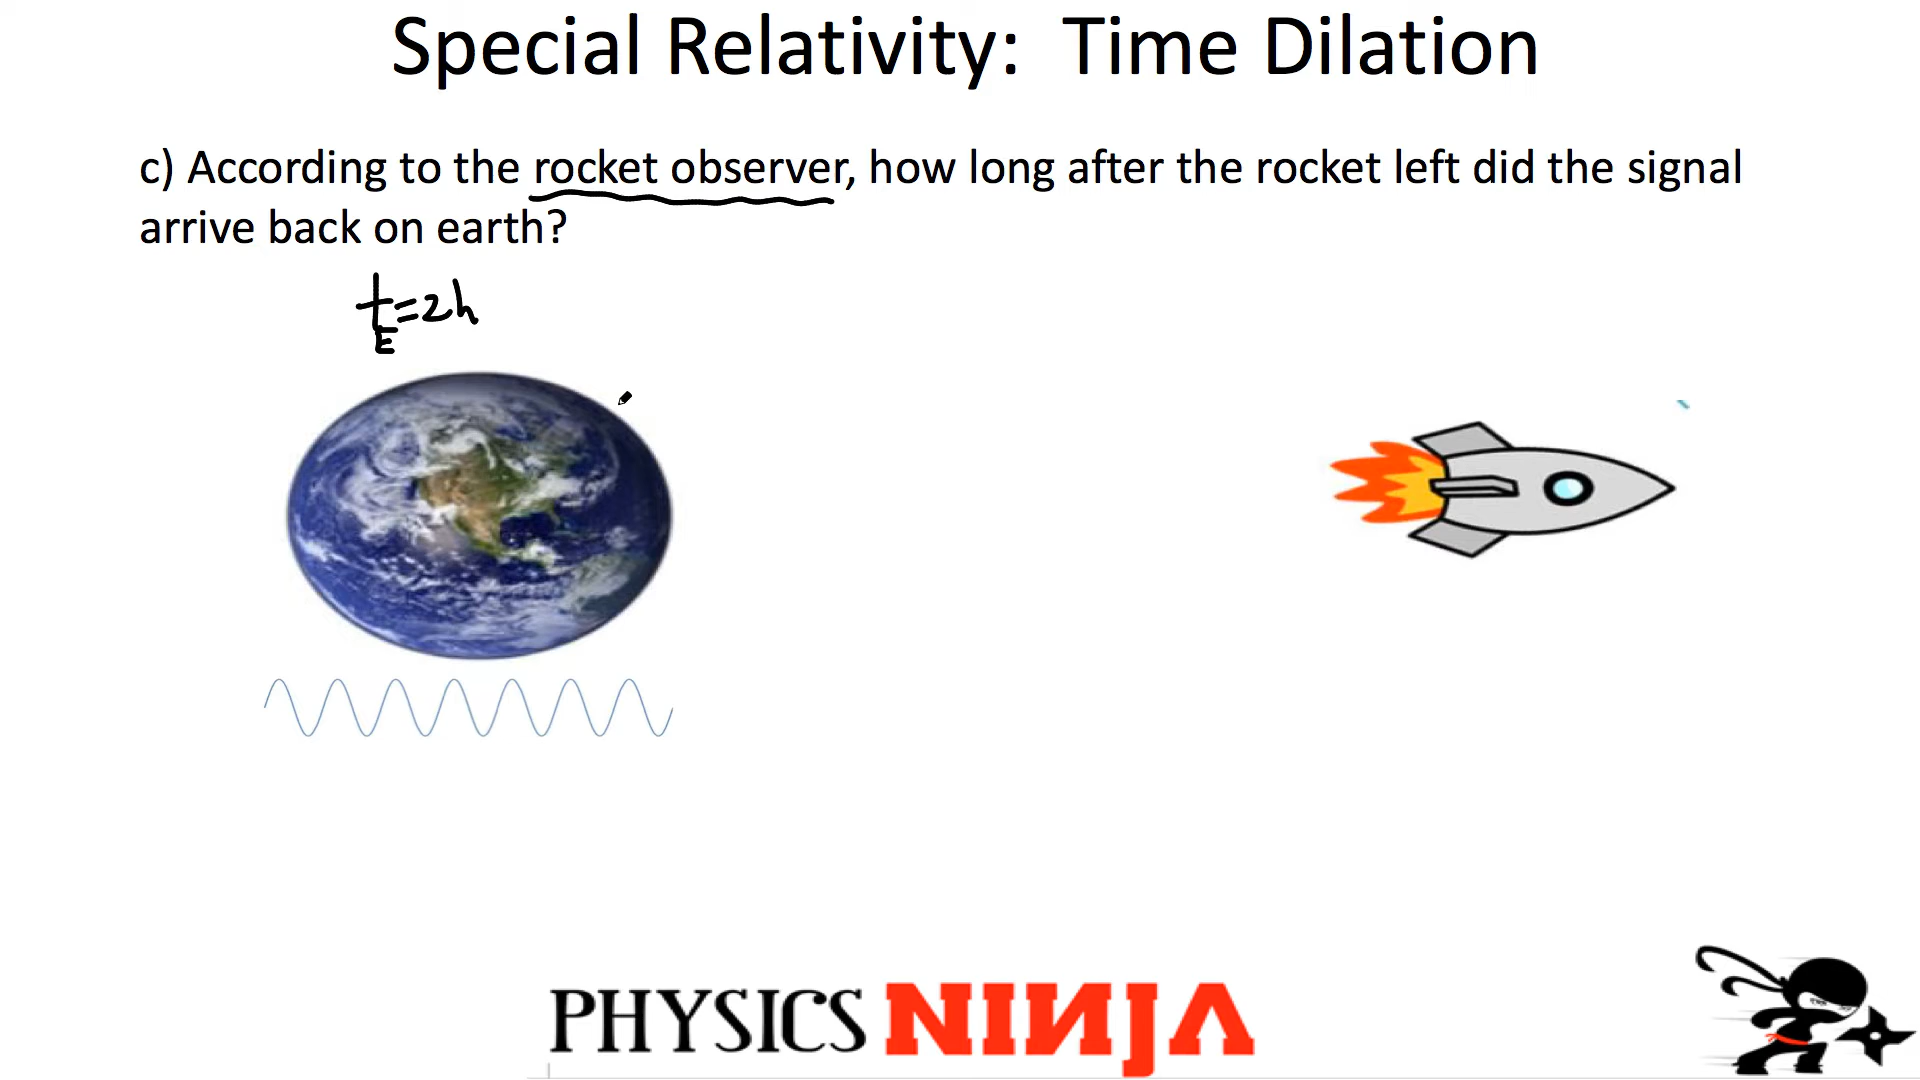 Special Relativity: Time Dilation
c) According to the rocket observer, how long after the rocket left did the signal
arrive back on earth?
t_E=2h
PHYSICS NINJA